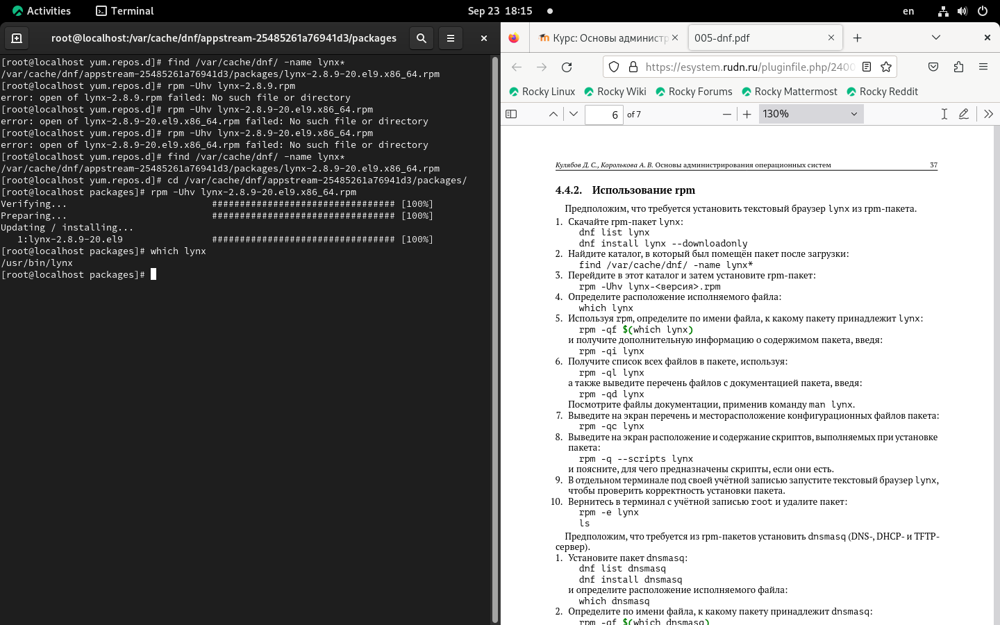 Activities
Terminal
Sep 23 18:15
en
root@localhost:/var/cache/dnf/appstream-25485261a76941d3/packages
[root@localhost yum.repos.d]# find /var/cache/dnf/ -name lynx*
/var/cache/dnf/appstream-25485261a76941d3/packages/lynx-2.8.9-20.el9.x86_64.rpm
[root@localhost yum.repos.d]# rpm -Uhv lynx-2.8.9.rpm
error: open of lynx-2.8.9.rpm failed: No such file or directory
[root@localhost yum.repos.d]# rpm -Uhv lynx-2.8.9-20.el9.x86_64.rpm
error: open of lynx-2.8.9-20.el9.x86_64.rpm failed: No such file or directory
[root@localhost yum.repos.d]# rpm -Uhv lynx-2.8.9-20.el9.x86_64.rpm
error: open of lynx-2.8.9-20.el9.x86_64.rpm failed: No such file or directory
[root@localhost yum.repos.d]# find /var/cache/dnf/ -name lynx*
/var/cache/dnf/appstream-25485261a76941d3/packages/lynx-2.8.9-20.el9.x86_64.rpm
[root@localhost yum.repos.d]# cd /var/cache/dnf/appstream-25485261a76941d3/packages/
[root@localhost packages]# rpm -Uhv lynx-2.8.9-20.el9.x86_64.rpm
Verifying... ################################# [100%]
Preparing... ################################# [100%]
Updating / installing...
1:lynx-2.8.9-20.el9 ################################# [100%]
[root@localhost packages]# which lynx
/usr/bin/lynx
[root@localhost packages]#
Курс: Основы администр
005-dnf.pdf
https://esystem.rudn.ru/pluginfile.php/2400
Rocky Linux
Rocky Wiki
Rocky Forums
Rocky Mattermost
Rocky Reddit
6 of 7
130%
Кулябов Д. С., Королькова А. В. Основы администрирования операционных систем 37
4.4.2. Использование rpm
Предположим, что требуется установить текстовый браузер lynx из rpm-пакета.
1. Скачайте rpm-пакет lynx:
dnf list lynx
dnf install lynx --downloadonly
2. Найдите каталог, в который был помещён пакет после загрузки:
find /var/cache/dnf/ -name lynx*
3. Перейдите в этот каталог и затем установите rpm-пакет:
rpm -Uhv lynx-<версия>.rpm
4. Определите расположение исполняемого файла:
which lynx
5. Используя rpm, определите по имени файла, к какому пакету принадлежит lynx:
rpm -qf $(which lynx)
и получите дополнительную информацию о содержимом пакета, введя:
rpm -qi lynx
6. Получите список всех файлов в пакете, используя:
rpm -ql lynx
а также выведите перечень файлов с документацией пакета, введя:
rpm -qd lynx
Посмотрите файлы документации, применив команду man lynx.
7. Выведите на экран перечень и месторасположение конфигурационных файлов пакета:
rpm -qc lynx
8. Выведите на экран расположение и содержание скриптов, выполняемых при установке
пакета:
rpm -q --scripts lynx
и поясните, для чего предназначены скрипты, если они есть.
9. В отдельном терминале под своей учётной записью запустите текстовый браузер lynx,
чтобы проверить корректность установки пакета.
10. Вернитесь в терминал с учётной записью root и удалите пакет:
rpm -e lynx
ls
Предположим, что требуется из rpm-пакетов установить dnsmasq (DNS-, DHCP- и TFTP-
сервер).
1. Установите пакет dnsmasq:
dnf list dnsmasq
dnf install dnsmasq
и определите расположение исполняемого файла:
which dnsmasq
2. Определите по имени файла, к какому пакету принадлежит dnsmasq:
rpm -qf $(which dnsmasq)